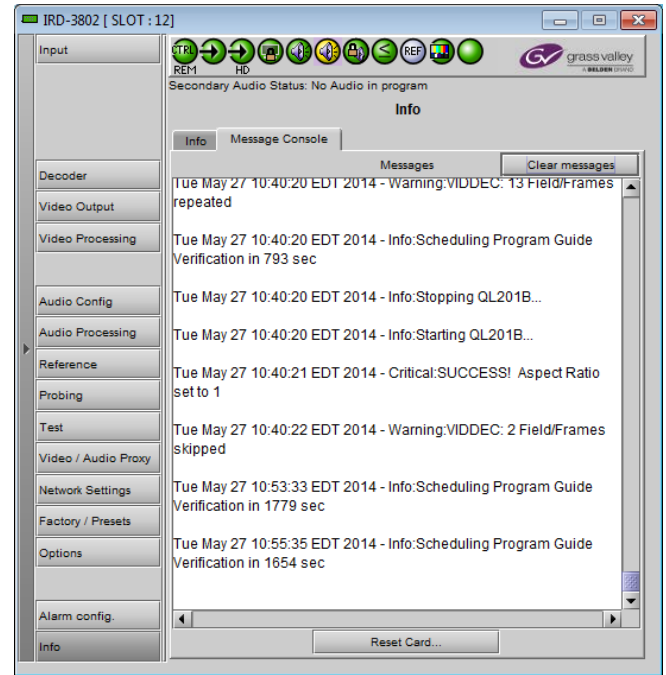 IRD-3802 [ SLOT : 12]
Input
CTRL
REF
REM
HD
grass valley
A BELDEN BRAND
Secondary Audio Status: No Audio in program
Info
Info
Message Console
Messages
Clear messages
Tue May 27 10:40:20 EDT 2014 - Warning:VIDDEC: 13 Field/Frames
repeated
Tue May 27 10:40:20 EDT 2014 - Info:Scheduling Program Guide
Verification in 793 sec
Tue May 27 10:40:20 EDT 2014 - Info:Stopping QL201B...
Tue May 27 10:40:20 EDT 2014 - Info:Starting QL201B...
Tue May 27 10:40:21 EDT 2014 - Critical:SUCCESS! Aspect Ratio
set to 1
Tue May 27 10:40:22 EDT 2014 - Warning:VIDDEC: 2 Field/Frames
skipped
Tue May 27 10:53:33 EDT 2014 - Info:Scheduling Program Guide
Verification in 1779 sec
Tue May 27 10:55:35 EDT 2014 - Info:Scheduling Program Guide
Verification in 1654 sec
Decoder
Video Output
Video Processing
Audio Config
Audio Processing
Reference
Probing
Test
Video / Audio Proxy
Network Settings
Factory / Presets
Options
Alarm config.
Info
Reset Card...